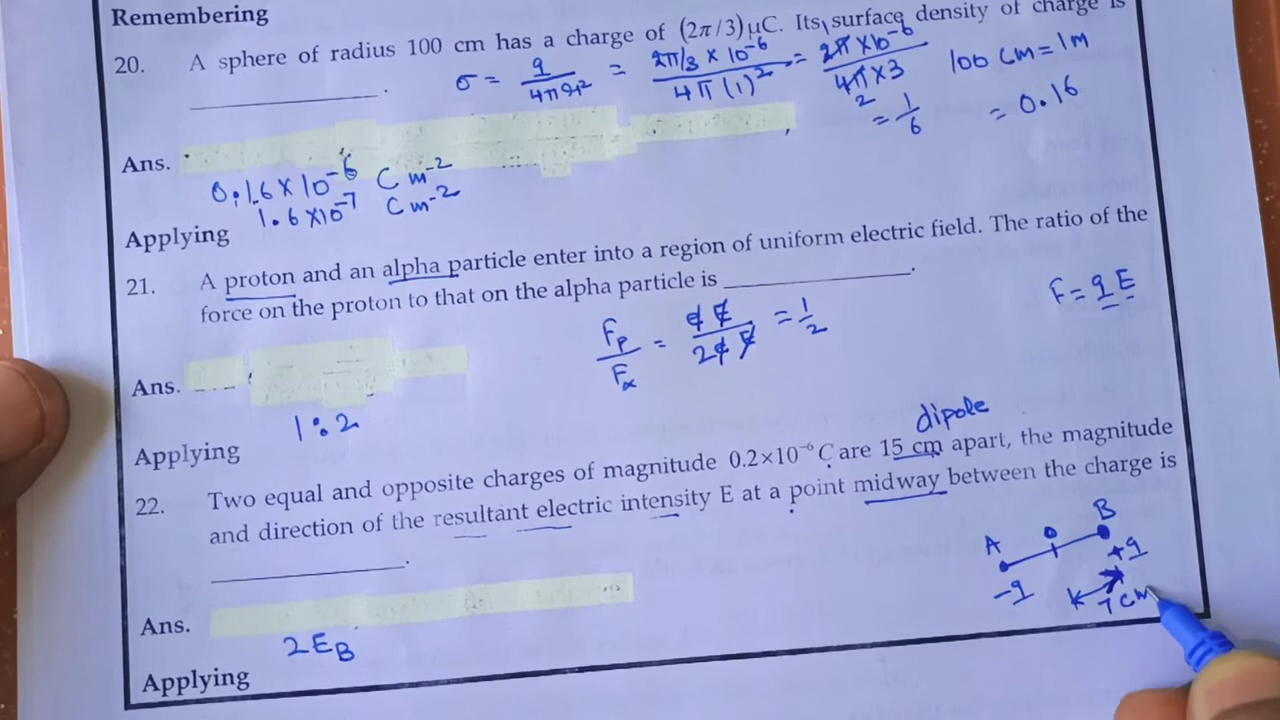 Remembering
20. A sphere of radius 100 cm has a charge of (2π/3) μC. Its surface density of charge is
____________.
σ = q/4πr² = 2π/3 × 10⁻⁶/4π(1)² = 2π×10⁻⁶/4π×3 100 cm = 1m
2
= 1/6 = 0.16
Ans.
0.16×10⁻⁶ C m⁻²
1.6×10⁻⁷ C m⁻²
Applying
21. A proton and an alpha particle enter into a region of uniform electric field. The ratio of the
force on the proton to that on the alpha particle is ____________.
F = qE
Fp/Fα = qE/2qE = 1/2
Ans.
1:2
Applying
dipole
22. Two equal and opposite charges of magnitude 0.2×10⁻⁶ C are 15 cm apart, the magnitude
and direction of the resultant electric intensity E at a point midway between the charge is
____________.
A O B
-q +q
7 cm
Ans.
2EB
Applying